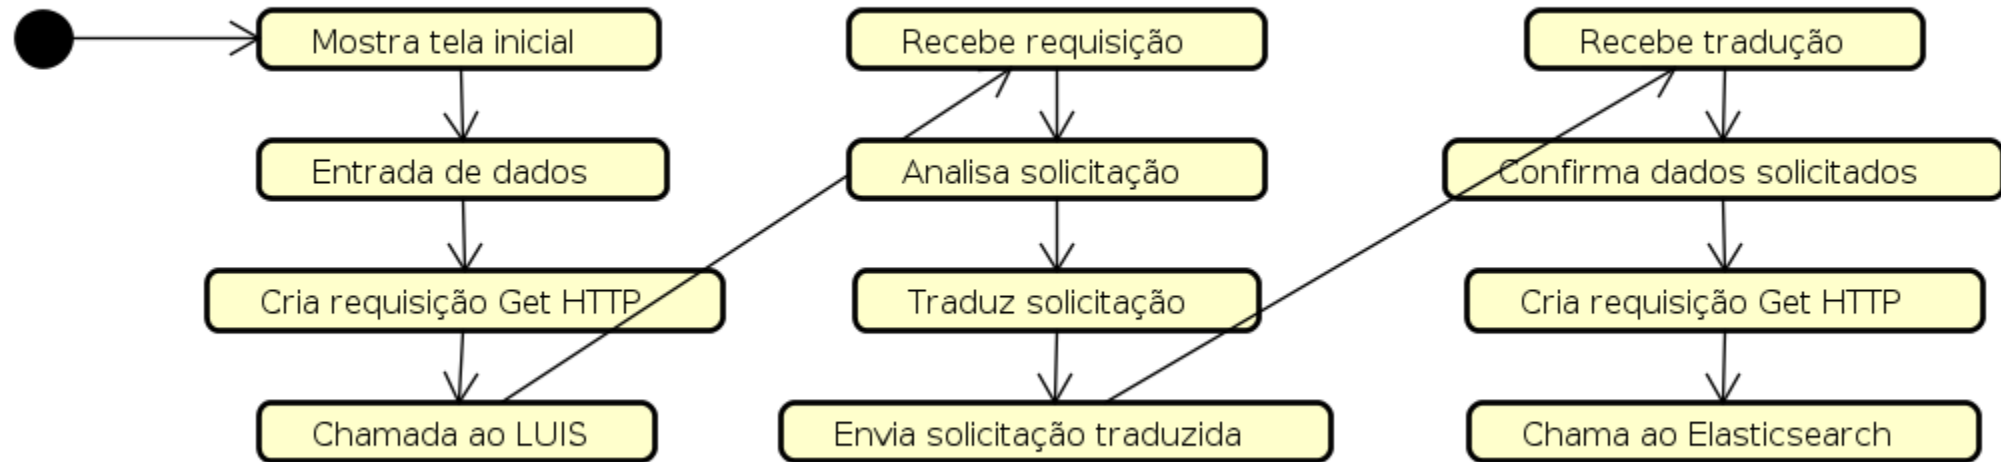 Mostra tela inicial
Entrada de dados
Cria requisição Get HTTP
Chamada ao LUIS
Recebe requisição
Analisa solicitação
Traduz solicitação
Envia solicitação traduzida
Recebe tradução
Confirma dados solicitados
Cria requisição Get HTTP
Chama ao Elasticsearch